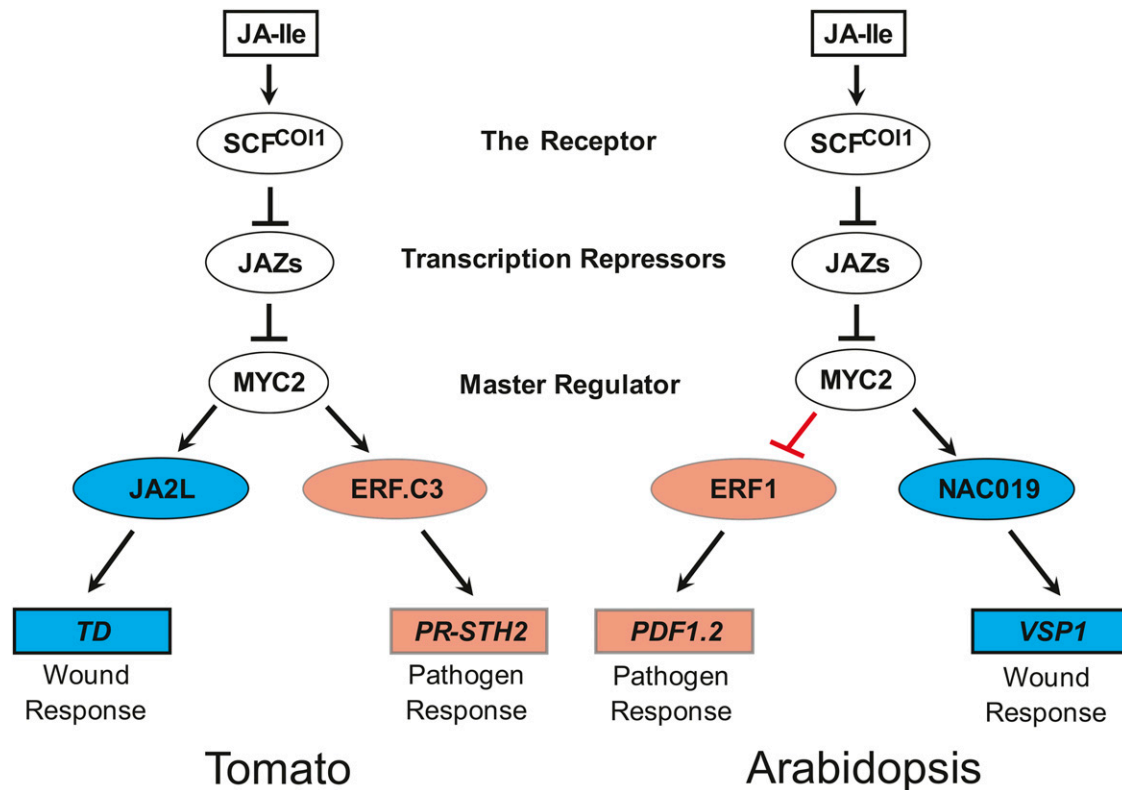 JA-Ile
JA-Ile
SCFCOI1
The Receptor
SCFCOI1
JAZs
Transcription Repressors
JAZs
MYC2
Master Regulator
MYC2
JA2L
ERF.C3
ERF1
NAC019
TD
PR-STH2
PDF1.2
VSP1
Wound
Response
Pathogen
Response
Pathogen
Response
Wound
Response
Tomato
Arabidopsis